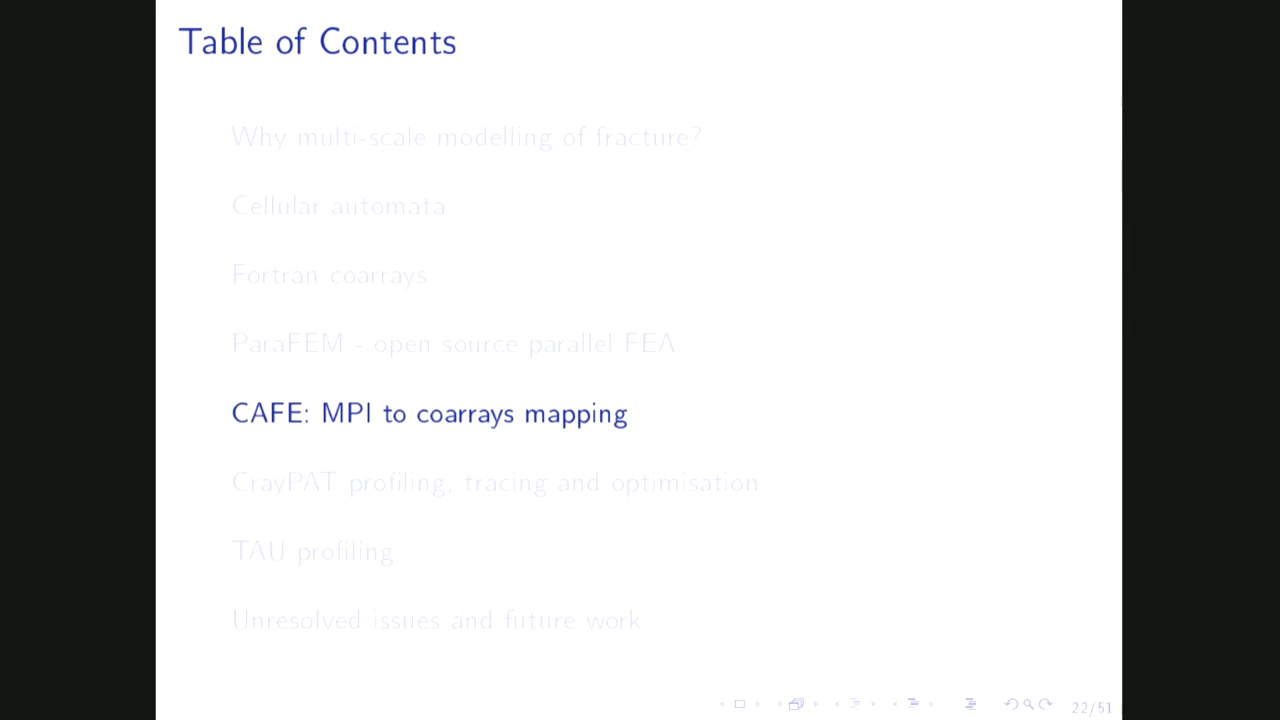 Table of Contents
Why multi-scale modelling of fracture?
Cellular automata
Fortran coarrays
ParaFEM - open source parallel FEA
CAFE: MPI to coarrays mapping
CrayPAT profiling, tracing and optimisation
TAU profiling
Unresolved issues and future work
22/51